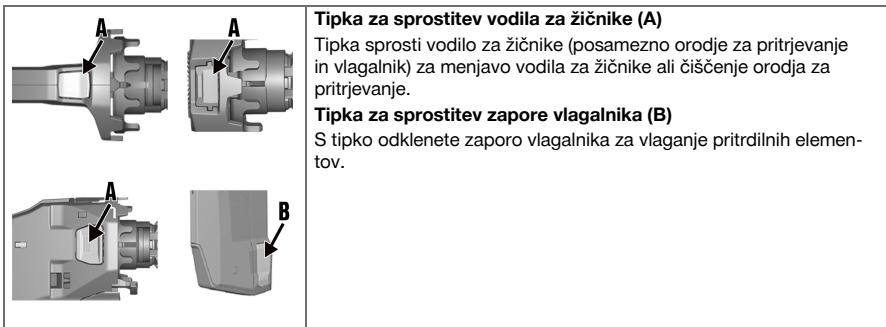 A
A
A
B
Tipka za sprostitev vodila za žičnike (A)
Tipka sprosti vodilo za žičnike (posamezno orodje za pritrjevanje
in vlagalnik) za menjavo vodila za žičnike ali čiščenje orodja za
pritrjevanje.
Tipka za sprostitev zapore vlagalnika (B)
S tipko odklenete zaporo vlagalnika za vlaganje pritrdilnih elemen-
tov.